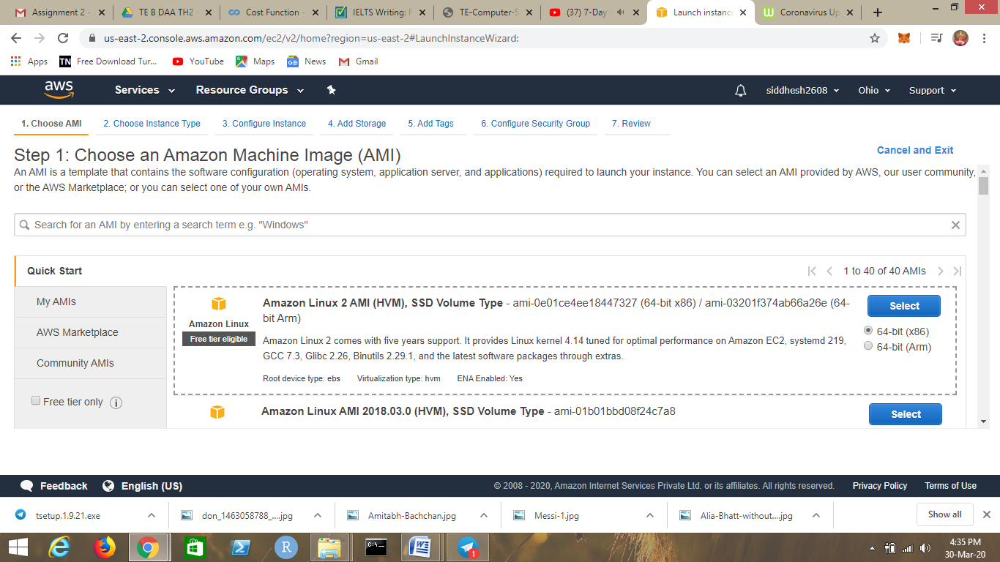 Assignment 2 -
TE B DAA TH2 -
Cost Function -
IELTS Writing: F
TE-Computer-S
(37) 7-Day
Launch instance
Coronavirus Up
us-east-2.console.aws.amazon.com/ec2/v2/home?region=us-east-2#LaunchInstanceWizard:
Apps
TN
Free Download Tur...
YouTube
Maps
GE
News
Gmail
aws
Services
Resource Groups
siddhesh2608
Ohio
Support
1. Choose AMI
2. Choose Instance Type
3. Configure Instance
4. Add Storage
5. Add Tags
6. Configure Security Group
7. Review
Step 1: Choose an Amazon Machine Image (AMI)
Cancel and Exit
An AMI is a template that contains the software configuration (operating system, application server, and applications) required to launch your instance. You can select an AMI provided by AWS, our user community,
or the AWS Marketplace; or you can select one of your own AMIs.
Search for an AMI by entering a search term e.g. "Windows"
Quick Start
1 to 40 of 40 AMIs
My AMIs
AWS Marketplace
Community AMIs
Free tier only
i
Amazon Linux
Free tier eligible
Amazon Linux 2 AMI (HVM), SSD Volume Type - ami-0e01ce4ee18447327 (64-bit x86) / ami-03201f374ab66a26e (64-
bit Arm)
Amazon Linux 2 comes with five years support. It provides Linux kernel 4.14 tuned for optimal performance on Amazon EC2, systemd 219,
GCC 7.3, Glibc 2.26, Binutils 2.29.1, and the latest software packages through extras.
Root device type: ebs
Virtualization type: hvm
ENA Enabled: Yes
Select
64-bit (x86)
64-bit (Arm)
Amazon Linux AMI 2018.03.0 (HVM), SSD Volume Type - ami-01b01bbd08f24c7a8
Select
Feedback
English (US)
© 2008 - 2020, Amazon Internet Services Private Ltd. or its affiliates. All rights reserved.
Privacy Policy
Terms of Use
tsetup.1.9.21.exe
don_1463058788_....jpg
Amitabh-Bachchan.jpg
Messi-1.jpg
Alia-Bhatt-without....jpg
Show all
R
C:\_
W
1
4:35 PM
30-Mar-20